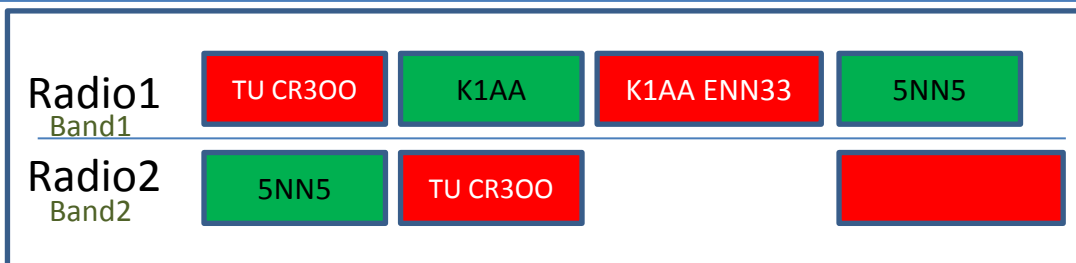 Radio1 TU CR3OO K1AA K1AA ENN33 5NN5
Band1
Radio2 5NN5 TU CR3OO
Band2